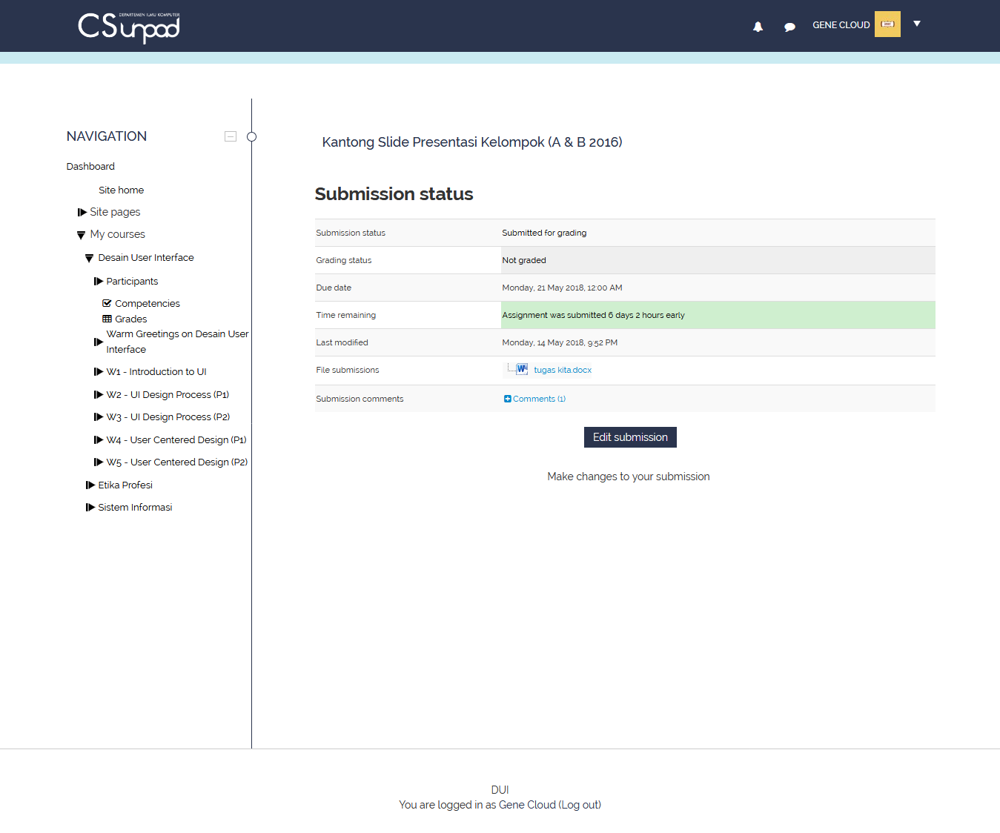 DEPARTEMEN ILMU KOMPUTER
CSunpad
GENE CLOUD
NAVIGATION
Dashboard
Site home
Site pages
My courses
Desain User Interface
Participants
Competencies
Grades
Warm Greetings on Desain User
Interface
W1 - Introduction to UI
W2 - UI Design Process (P1)
W3 - UI Design Process (P2)
W4 - User Centered Design (P1)
W5 - User Centered Design (P2)
Etika Profesi
Sistem Informasi
Kantong Slide Presentasi Kelompok (A & B 2016)
Submission status
Submission status Submitted for grading
Grading status Not graded
Due date Monday, 21 May 2018, 12:00 AM
Time remaining Assignment was submitted 6 days 2 hours early
Last modified Monday, 14 May 2018, 9:52 PM
File submissions tugas kita.docx
Submission comments Comments (1)
Edit submission
Make changes to your submission
DUI
You are logged in as Gene Cloud (Log out)